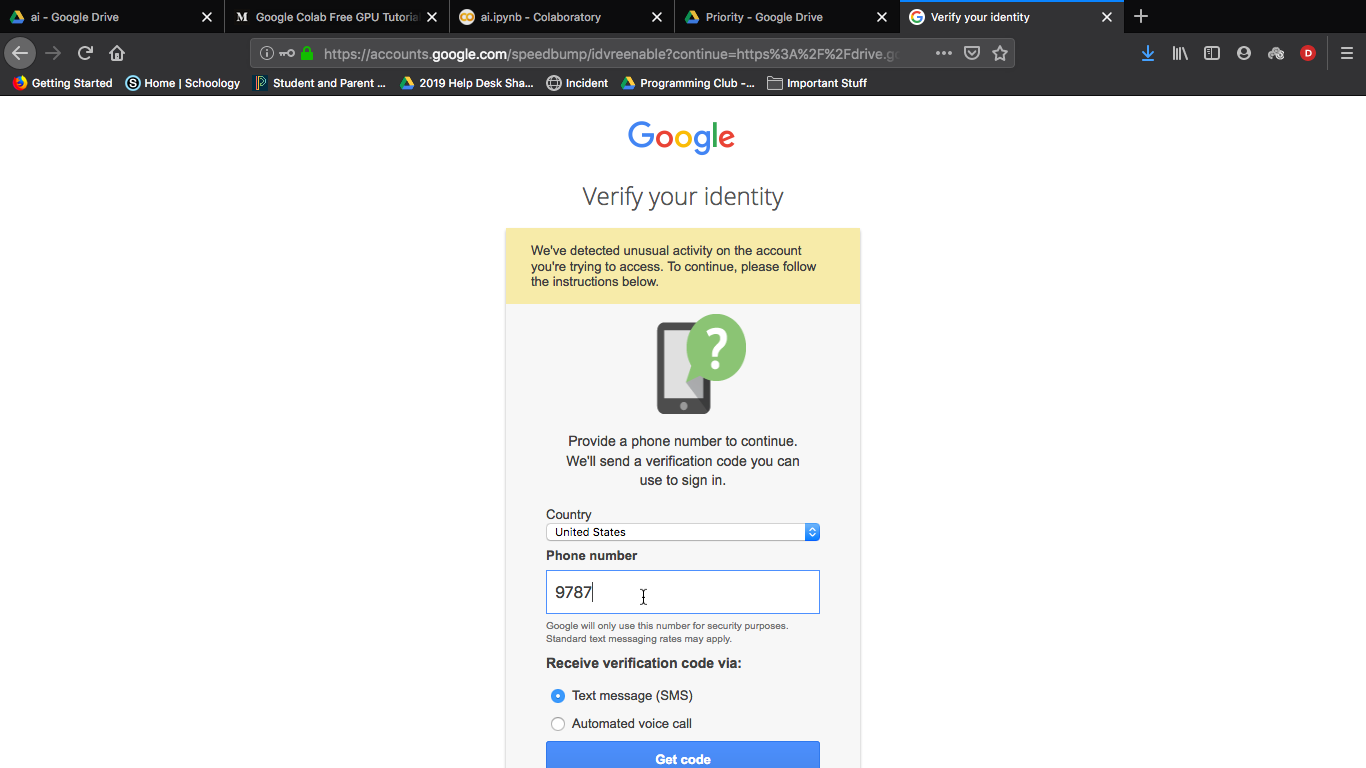 ai - Google Drive
Google Colab Free GPU Tutoria
ai.ipynb - Colaboratory
Priority - Google Drive
Verify your identity
https://accounts.google.com/speedbump/idvreenable?continue=https%3A%2F%2Fdrive.go
D
Getting Started
Home | Schoology
Student and Parent ...
2019 Help Desk Sha...
Incident
Programming Club -...
Important Stuff
Google
Verify your identity
We've detected unusual activity on the account
you're trying to access. To continue, please follow
the instructions below.
?
Provide a phone number to continue.
We'll send a verification code you can
use to sign in.
Country
United States
Phone number
9787
Google will only use this number for security purposes.
Standard text messaging rates may apply.
Receive verification code via:
Text message (SMS)
Automated voice call
Get code